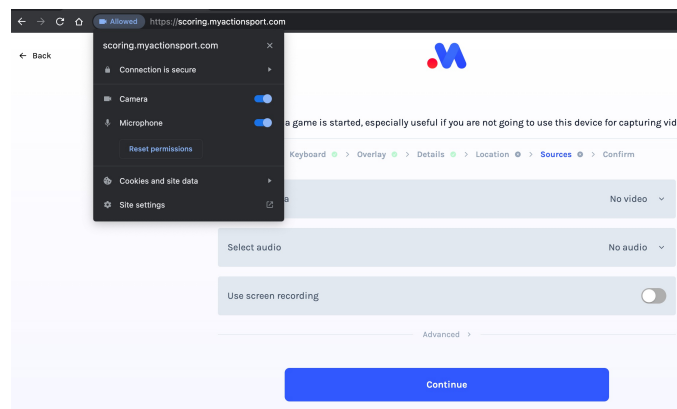 Allowed https://scoring.myactionsport.com
Back
scoring.myactionsport.com
Connection is secure
Camera
Microphone
Reset permissions
Cookies and site data
Site settings
a game is started, especially useful if you are not going to use this device for capturing vid
Keyboard > Overlay > Details > Location > Sources > Confirm
a No video
Select audio No audio
Use screen recording
Advanced >
Continue